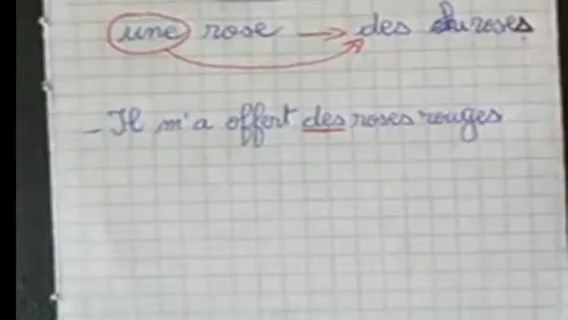 une rose → des roses
- Il m'a offert des roses rouges